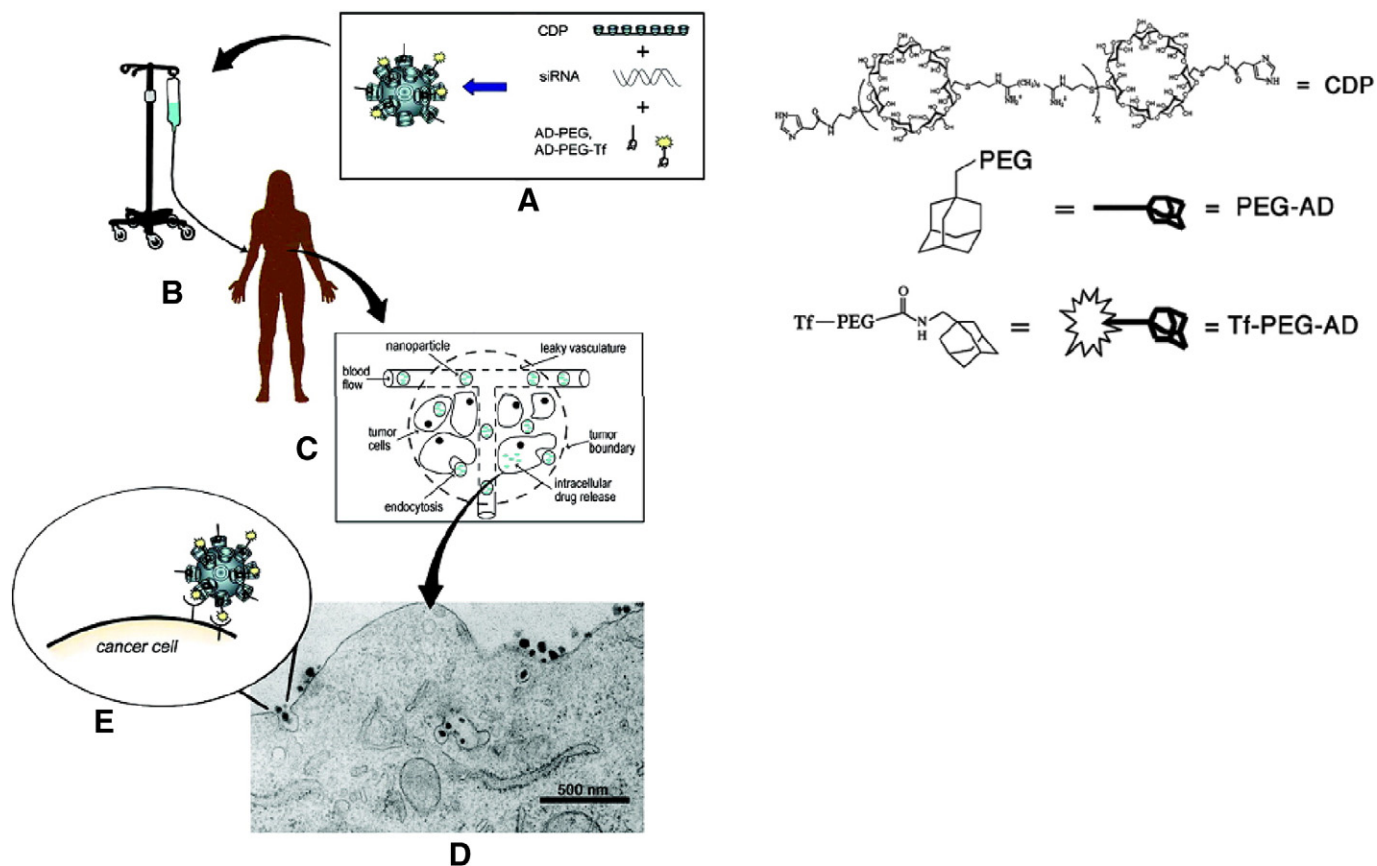 CDP
+
siRNA
+
AD-PEG,
AD-PEG-Tf
A
B
nanoparticle
leaky vasculature
blood
flow
tumor
cells
tumor
boundary
endocytosis
intracellular
drug release
C
cancer cell
E
500 nm
D
= CDP
PEG
= = PEG-AD
Tf—PEG
O
N
H
= = Tf-PEG-AD